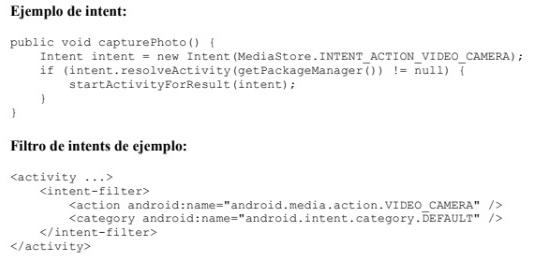 Ejemplo de intent:
public void capturePhoto() {
    Intent intent = new Intent(MediaStore.INTENT_ACTION_VIDEO_CAMERA);
    if (intent.resolveActivity(getPackageManager()) != null) {
        startActivityForResult(intent);
    }
}
Filtro de intents de ejemplo:
<activity ...>
    <intent-filter>
        <action android:name="android.media.action.VIDEO_CAMERA" />
        <category android:name="android.intent.category.DEFAULT" />
    </intent-filter>
</activity>